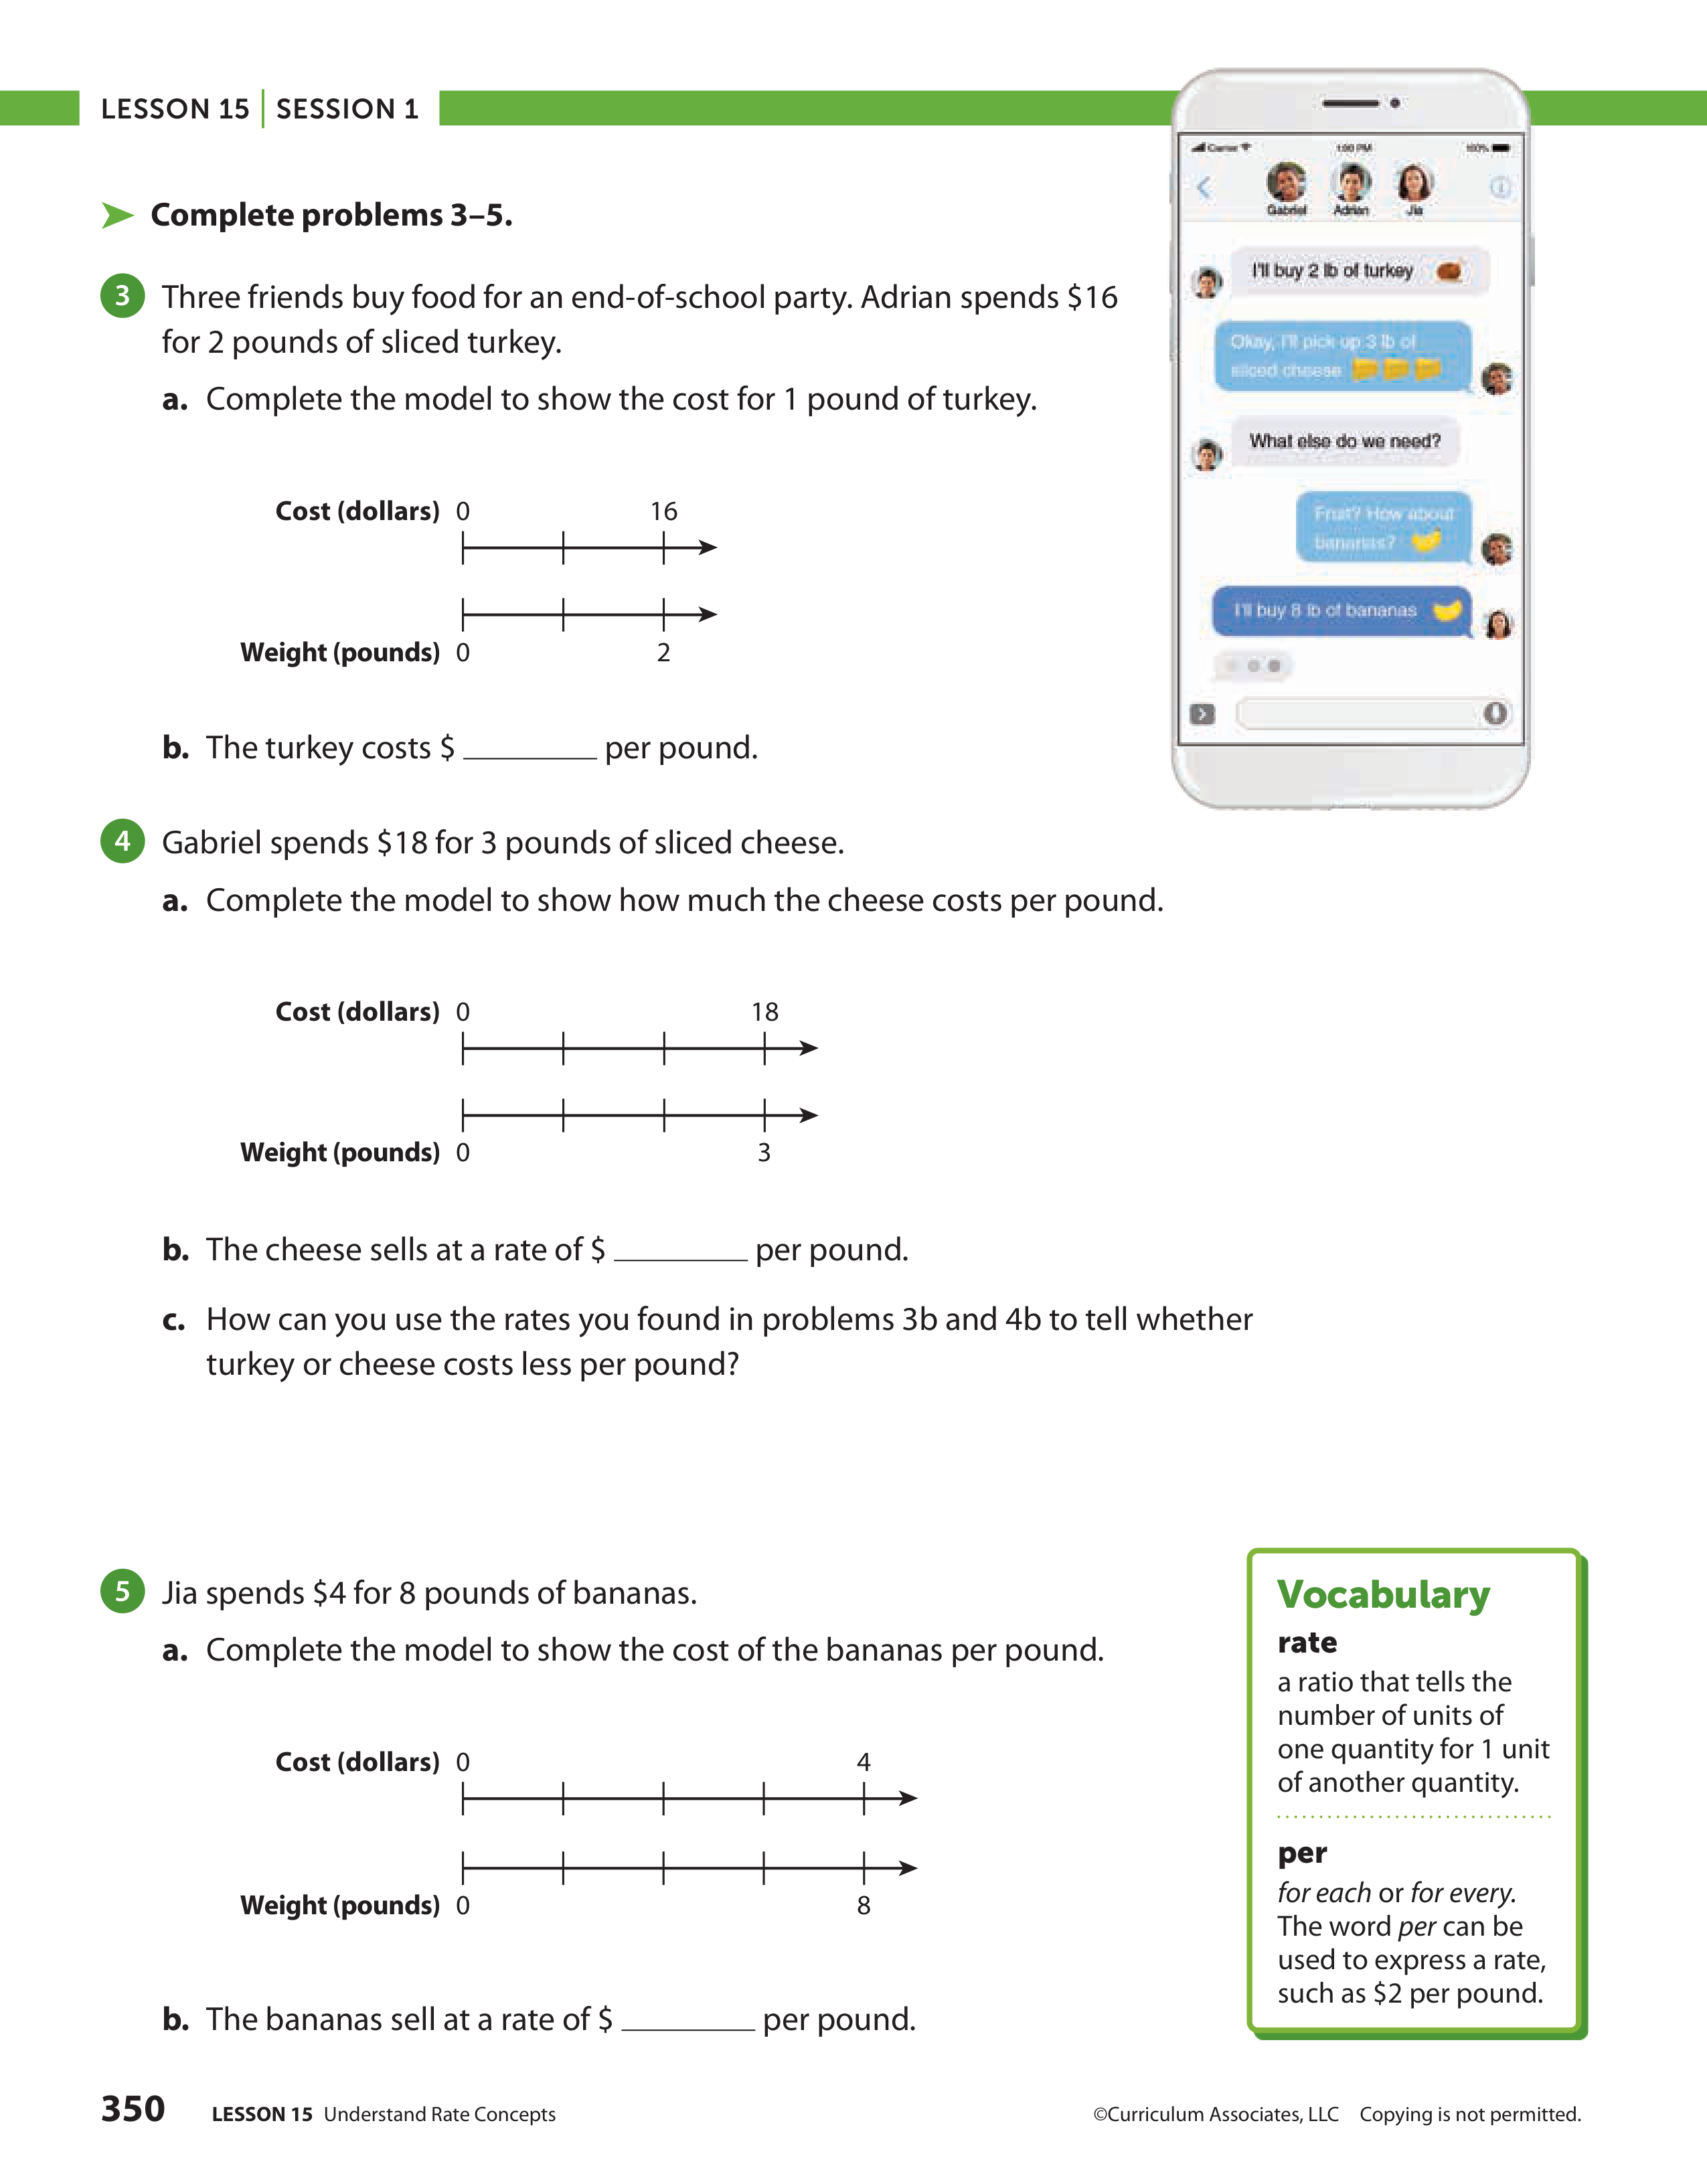 LESSON 15 | SESSION 1
Complete problems 3–5.
3 Three friends buy food for an end-of-school party. Adrian spends $16
for 2 pounds of sliced turkey.
a. Complete the model to show the cost for 1 pound of turkey.
Cost (dollars) 0 16
Weight (pounds) 0 2
b. The turkey costs $ ________ per pound.
Carrier 1:00 PM 100%
Gabriel Adrian Jia
I'll buy 2 lb of turkey
Okay, I'll pick up 3 lb of
sliced cheese
What else do we need?
Fruit? How about
bananas?
I'll buy 8 lb of bananas
4 Gabriel spends $18 for 3 pounds of sliced cheese.
a. Complete the model to show how much the cheese costs per pound.
Cost (dollars) 0 18
Weight (pounds) 0 3
b. The cheese sells at a rate of $ ________ per pound.
c. How can you use the rates you found in problems 3b and 4b to tell whether
turkey or cheese costs less per pound?
5 Jia spends $4 for 8 pounds of bananas.
a. Complete the model to show the cost of the bananas per pound.
Cost (dollars) 0 4
Weight (pounds) 0 8
b. The bananas sell at a rate of $ ________ per pound.
Vocabulary
rate
a ratio that tells the
number of units of
one quantity for 1 unit
of another quantity.
per
for each or for every.
The word per can be
used to express a rate,
such as $2 per pound.
350 LESSON 15 Understand Rate Concepts
©Curriculum Associates, LLC Copying is not permitted.